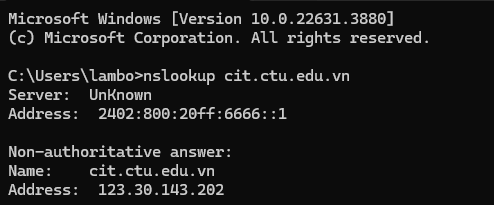 Microsoft Windows [Version 10.0.22631.3880]
(c) Microsoft Corporation. All rights reserved.
C:\Users\lambo>nslookup cit.ctu.edu.vn
Server:  UnKnown
Address:  2402:800:20ff:6666::1
Non-authoritative answer:
Name:    cit.ctu.edu.vn
Address:  123.30.143.202